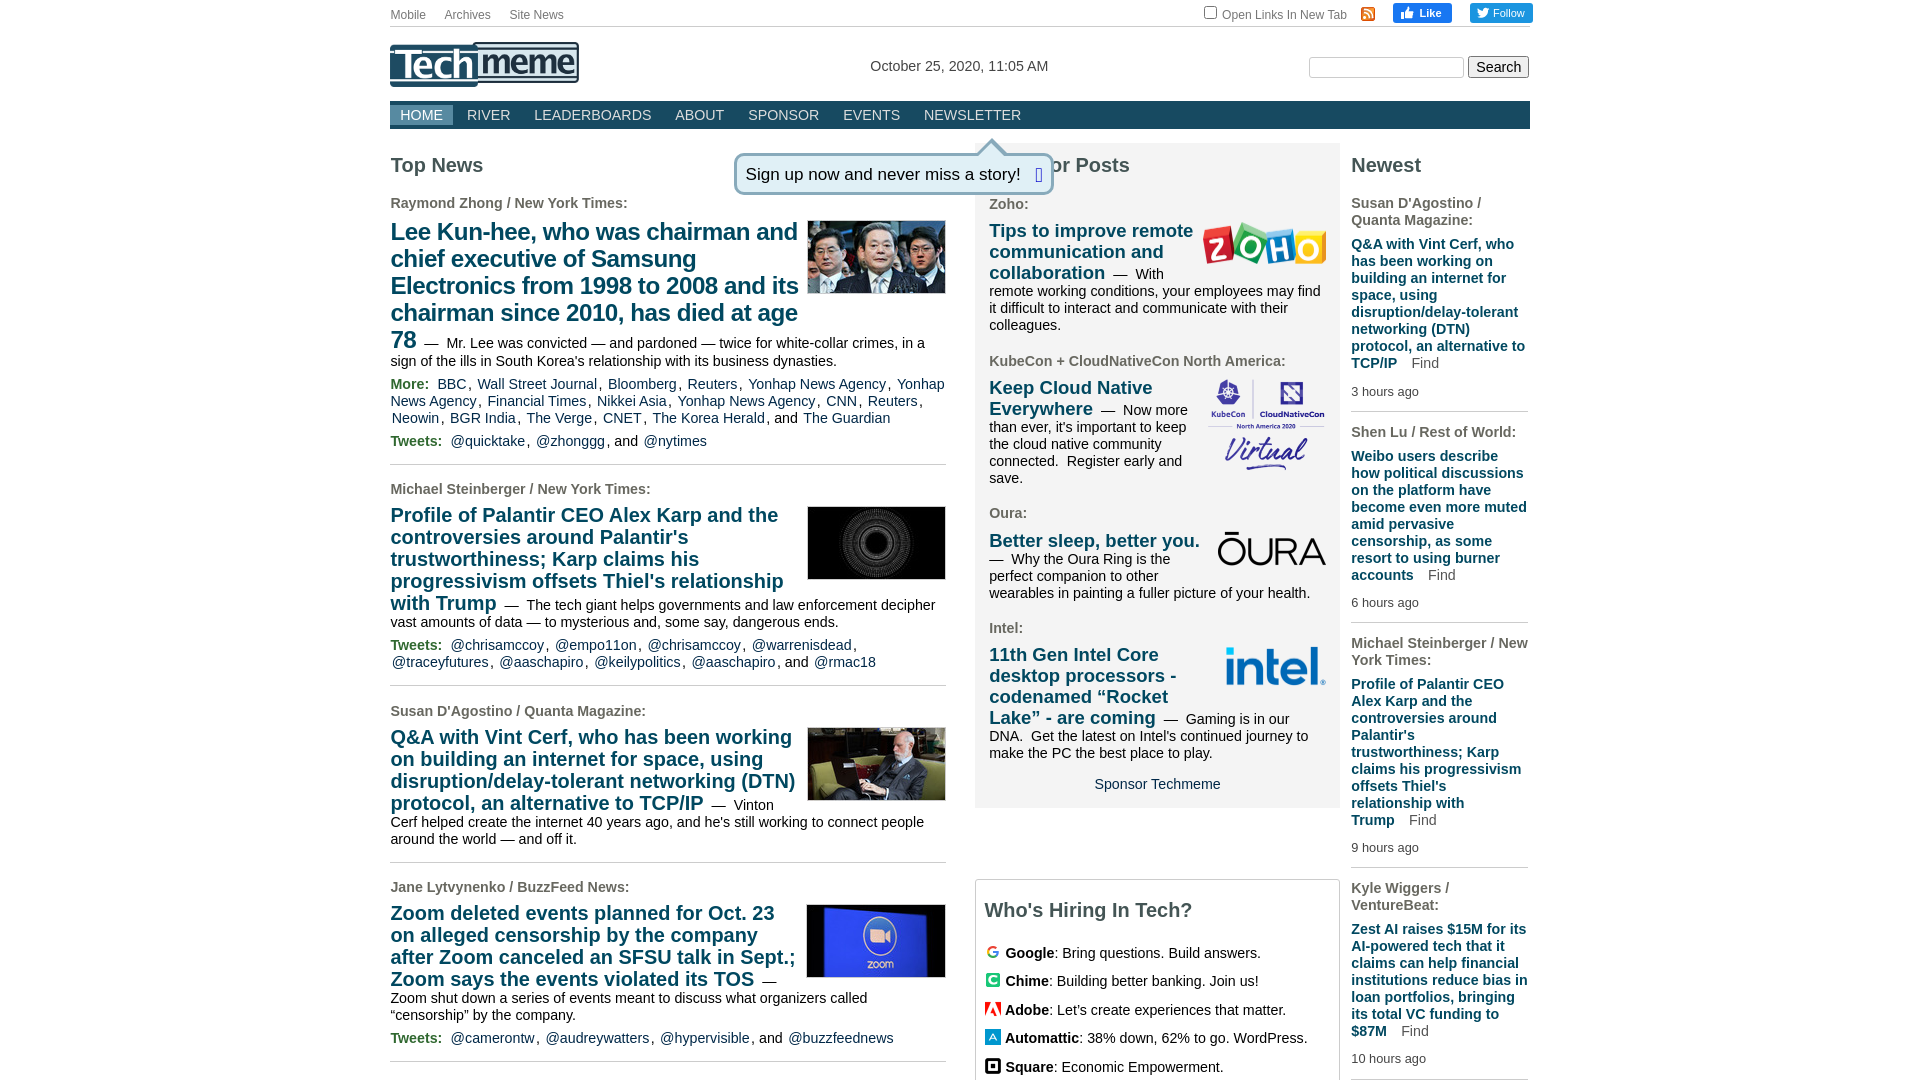 Mobile Archives Site News
Open Links In New Tab
Like
Follow
Techmeme
October 25, 2020, 11:05 AM
Search
HOME RIVER LEADERBOARDS ABOUT SPONSOR EVENTS NEWSLETTER
Sign up now and never miss a story!
Top News
Raymond Zhong / New York Times:
Lee Kun-hee, who was chairman and
chief executive of Samsung
Electronics from 1998 to 2008 and its
chairman since 2010, has died at age
78 — Mr. Lee was convicted — and pardoned — twice for white-collar crimes, in a
sign of the ills in South Korea's relationship with its business dynasties.
More: BBC, Wall Street Journal, Bloomberg, Reuters, Yonhap News Agency, Yonhap
News Agency, Financial Times, Nikkei Asia, Yonhap News Agency, CNN, Reuters,
Neowin, BGR India, The Verge, CNET, The Korea Herald, and The Guardian
Tweets: @quicktake, @zhonggg, and @nytimes
Michael Steinberger / New York Times:
Profile of Palantir CEO Alex Karp and the
controversies around Palantir's
trustworthiness; Karp claims his
progressivism offsets Thiel's relationship
with Trump — The tech giant helps governments and law enforcement decipher
vast amounts of data — to mysterious and, some say, dangerous ends.
Tweets: @chrisamccoy, @empo11on, @chrisamccoy, @warrenisdead,
@traceyfutures, @aaschapiro, @keilypolitics, @aaschapiro, and @rmac18
Susan D'Agostino / Quanta Magazine:
Q&A with Vint Cerf, who has been working
on building an internet for space, using
disruption/delay-tolerant networking (DTN)
protocol, an alternative to TCP/IP — Vinton
Cerf helped create the internet 40 years ago, and he's still working to connect people
around the world — and off it.
Jane Lytvynenko / BuzzFeed News:
Zoom deleted events planned for Oct. 23
on alleged censorship by the company
after Zoom canceled an SFSU talk in Sept.;
Zoom says the events violated its TOS —
Zoom shut down a series of events meant to discuss what organizers called
“censorship” by the company.
zoom
Tweets: @camerontw, @audreywatters, @hypervisible, and @buzzfeednews
or Posts
Zoho:
Tips to improve remote
communication and
collaboration — With
remote working conditions, your employees may find
it difficult to interact and communicate with their
colleagues.
ZOHO
KubeCon + CloudNativeCon North America:
Keep Cloud Native
Everywhere — Now more
than ever, it's important to keep
the cloud native community
connected. Register early and
save.
KubeCon CloudNativeCon
North America 2020
Virtual
Oura:
Better sleep, better you.
— Why the Oura Ring is the
perfect companion to other
wearables in painting a fuller picture of your health.
ŌURA
Intel:
11th Gen Intel Core
desktop processors -
codenamed “Rocket
Lake” - are coming — Gaming is in our
DNA. Get the latest on Intel's continued journey to
make the PC the best place to play.
intel®
Sponsor Techmeme
Who's Hiring In Tech?
Google: Bring questions. Build answers.
Chime: Building better banking. Join us!
Adobe: Let’s create experiences that matter.
Automattic: 38% down, 62% to go. WordPress.
Square: Economic Empowerment.
Newest
Susan D'Agostino /
Quanta Magazine:
Q&A with Vint Cerf, who
has been working on
building an internet for
space, using
disruption/delay-tolerant
networking (DTN)
protocol, an alternative to
TCP/IP Find
3 hours ago
Shen Lu / Rest of World:
Weibo users describe
how political discussions
on the platform have
become even more muted
amid pervasive
censorship, as some
resort to using burner
accounts Find
6 hours ago
Michael Steinberger / New
York Times:
Profile of Palantir CEO
Alex Karp and the
controversies around
Palantir's
trustworthiness; Karp
claims his progressivism
offsets Thiel's
relationship with
Trump Find
9 hours ago
Kyle Wiggers /
VentureBeat:
Zest AI raises $15M for its
AI-powered tech that it
claims can help financial
institutions reduce bias in
loan portfolios, bringing
its total VC funding to
$87M Find
10 hours ago